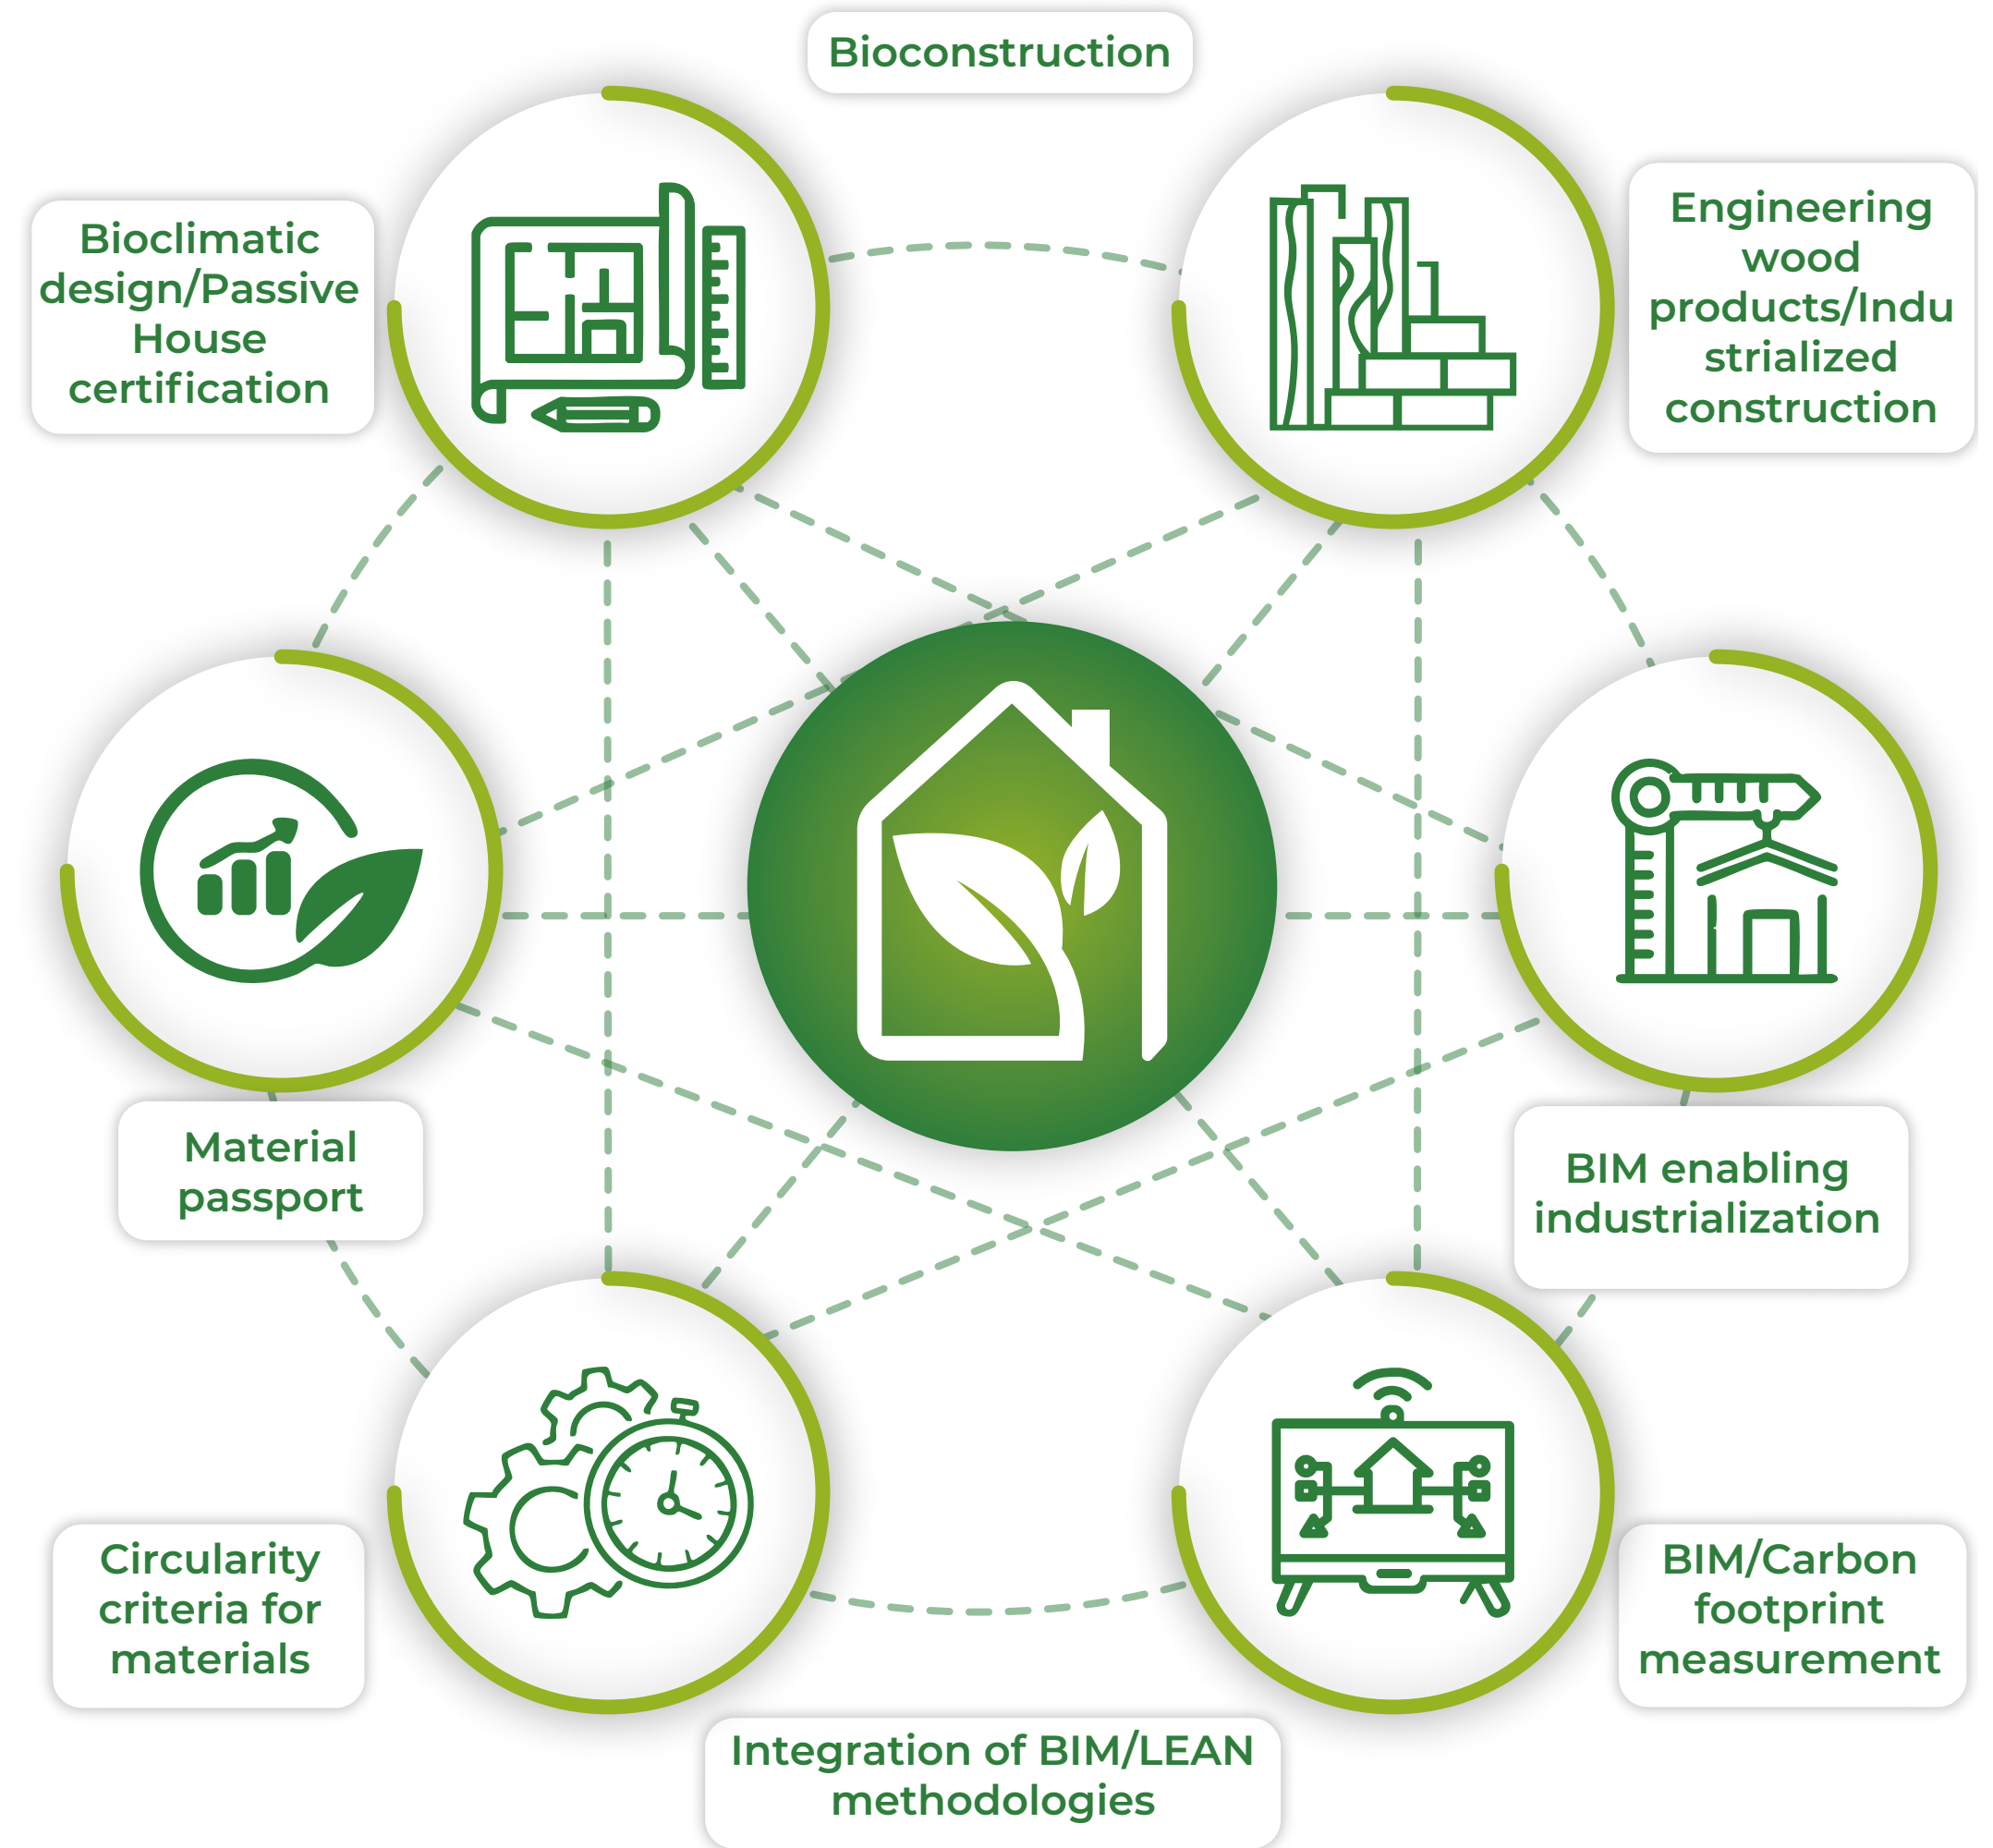 Bioconstruction
Bioclimatic
design/Passive
House
certification
Engineering
wood
products/Indu
strialized
construction
Material
passport
BIM enabling
industrialization
Circularity
criteria for
materials
BIM/Carbon
footprint
measurement
Integration of BIM/LEAN
methodologies